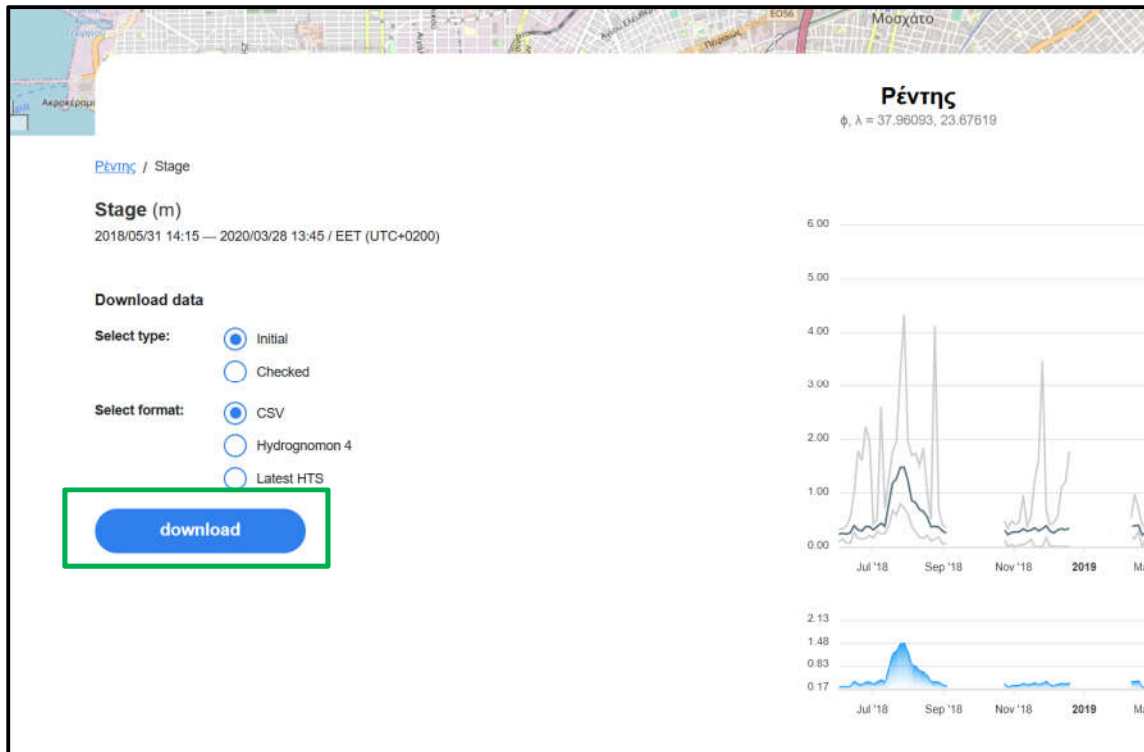 E056
Μοσχάτο
Πειραιώς
Ρέντης
φ, λ = 37.96093, 23.67619
Ρέντης / Stage
Stage (m)
2018/05/31 14:15 — 2020/03/28 13:45 / EET (UTC+0200)
Download data
Select type:
Initial
Checked
Select format:
CSV
Hydrognomon 4
Latest HTS
download
6.00
5.00
4.00
3.00
2.00
1.00
0.00
Jul '18 Sep '18 Nov '18 2019
2.13
1.48
0.83
0.17
Jul '18 Sep '18 Nov '18 2019